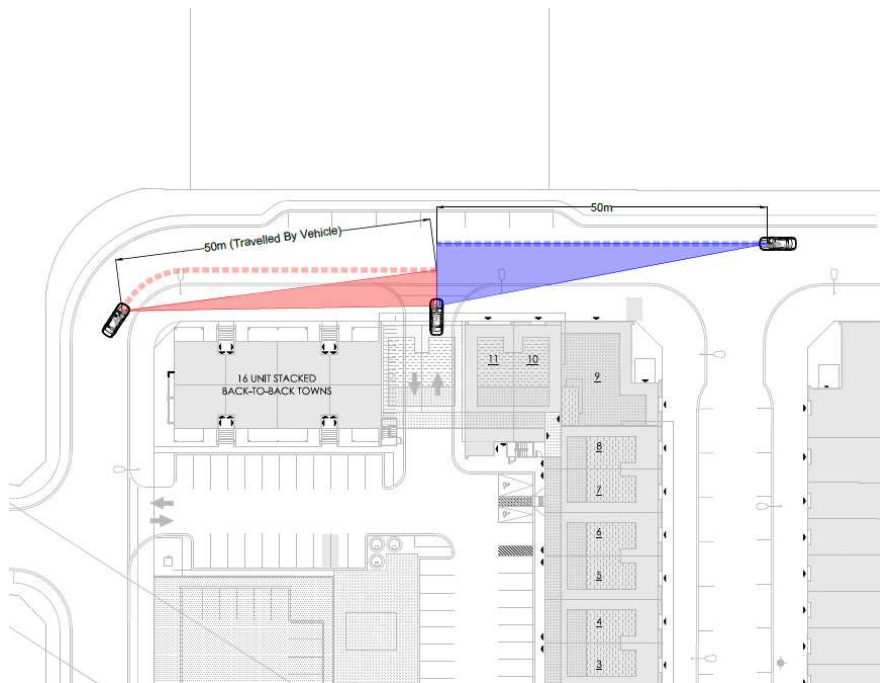 50m
50m (Travelled By Vehicle)
16 UNIT STACKED
BACK-TO-BACK TOWNS
11
10
9
8
7
6
5
4
3